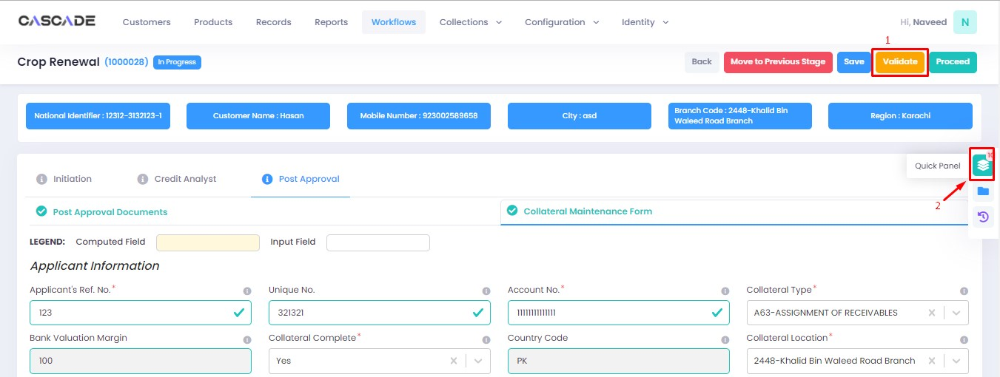 CASCADE Customers Products Records Reports Workflows Collections Configuration Identity Hi, Naveed N
1
Crop Renewal (1000028) In Progress Back Move to Previous Stage Save Validate Proceed
National Identifier : 12312-3132123-1 Customer Name : Hasan Mobile Number : 923002589658 City : asd Branch Code : 2448-Khalid Bin
Waleed Road Branch Region : Karachi
10
Quick Panel
Initiation Credit Analyst Post Approval
2
Post Approval Documents Collateral Maintenance Form
LEGEND: Computed Field Input Field
Applicant Information
Applicant's Ref. No.* Unique No. Account No.* Collateral Type*
123 321321 11111111111111 A63-ASSIGNMENT OF RECEIVABLES
Bank Valuation Margin Collateral Complete* Country Code Collateral Location*
100 Yes PK 2448-Khalid Bin Waleed Road Branch